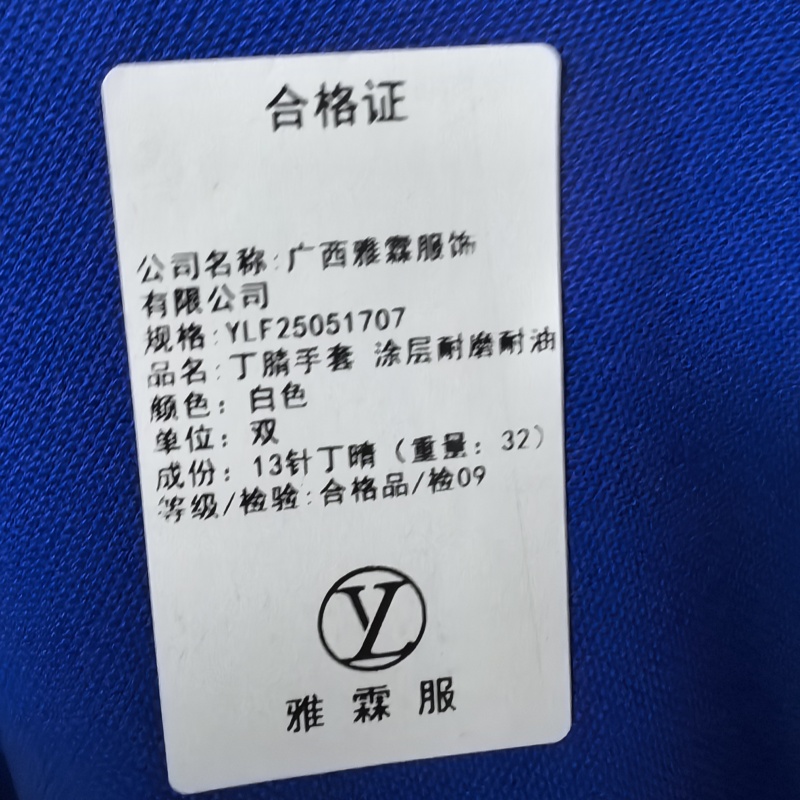 合格证
公司名称:广西雅霖服饰
有限公司
规格:YLF25051707
品名:丁腈手套 涂层耐磨耐油
颜色：白色
单位：双
成份：13针丁晴（重量：32）
等级/检验:合格品/检09
YL
雅霖服